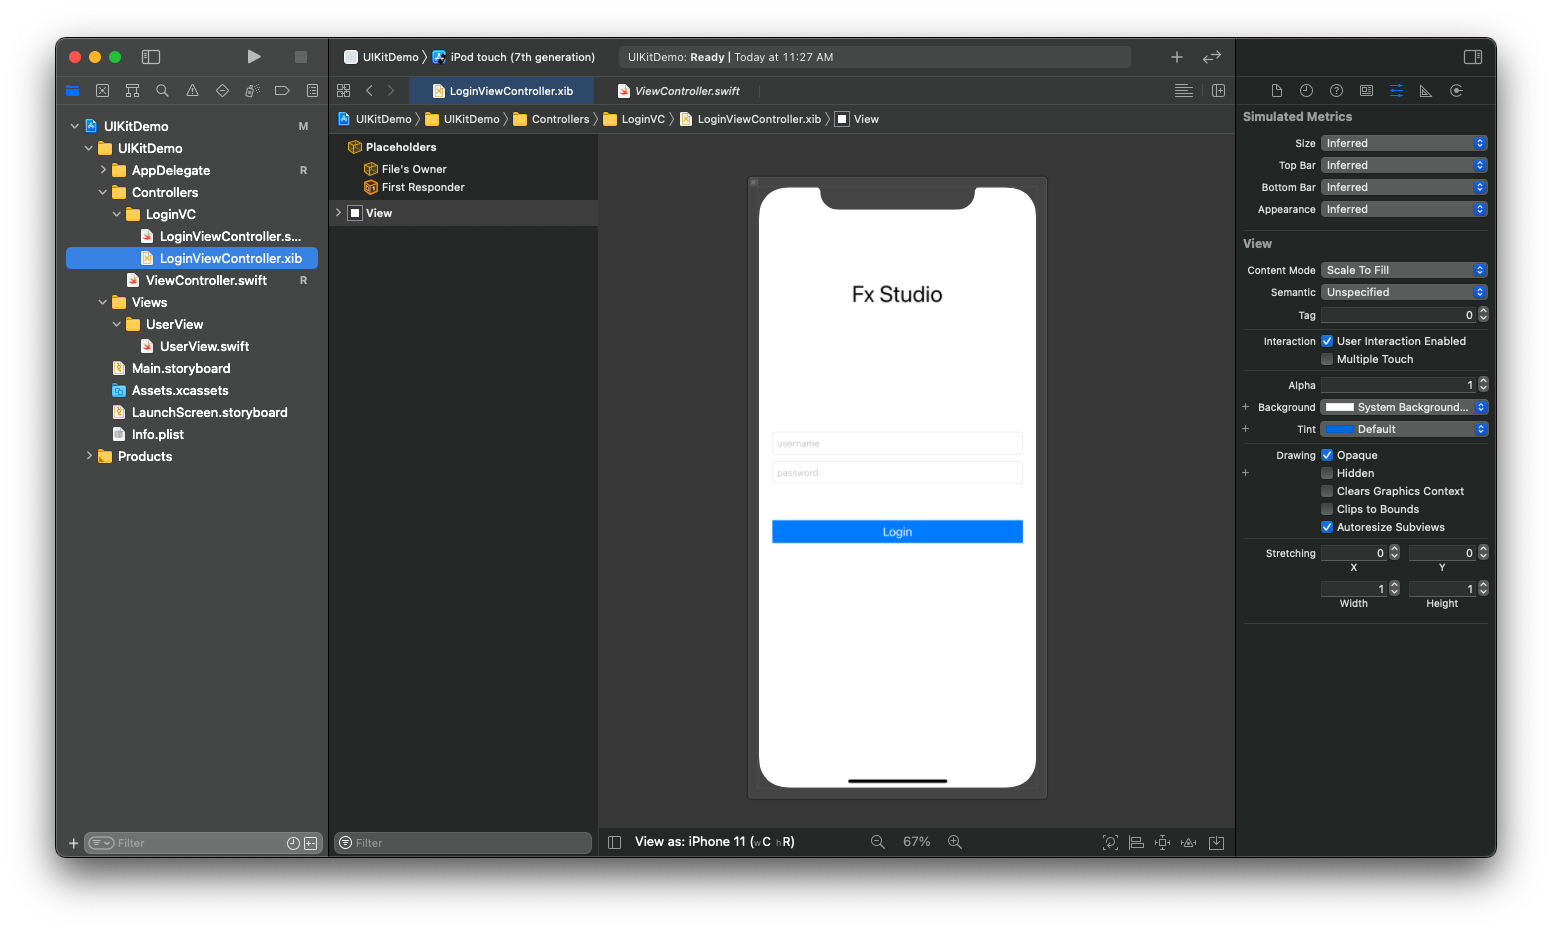 UIKitDemo 〉 iPod touch (7th generation)
UIKitDemo: Ready | Today at 11:27 AM
LoginViewController.xib
ViewController.swift
UIKitDemo 〉 UIKitDemo 〉 Controllers 〉 LoginVC 〉 LoginViewController.xib 〉 View
UIKitDemo M
UIKitDemo
AppDelegate R
Controllers
LoginVC
LoginViewController.s...
LoginViewController.xib
ViewController.swift R
Views
UserView
UserView.swift
Main.storyboard
Assets.xcassets
LaunchScreen.storyboard
Info.plist
Products
Filter
Placeholders
File's Owner
First Responder
View
Filter
Fx Studio
username
password
Login
View as: iPhone 11 (wC hR)
67%
Simulated Metrics
Size Inferred
Top Bar Inferred
Bottom Bar Inferred
Appearance Inferred
View
Content Mode Scale To Fill
Semantic Unspecified
Tag 0
Interaction User Interaction Enabled
Multiple Touch
Alpha 1
+ Background System Background...
+ Tint Default
Drawing Opaque
+ Hidden
Clears Graphics Context
Clips to Bounds
Autoresize Subviews
Stretching 0 0
X Y
1 1
Width Height